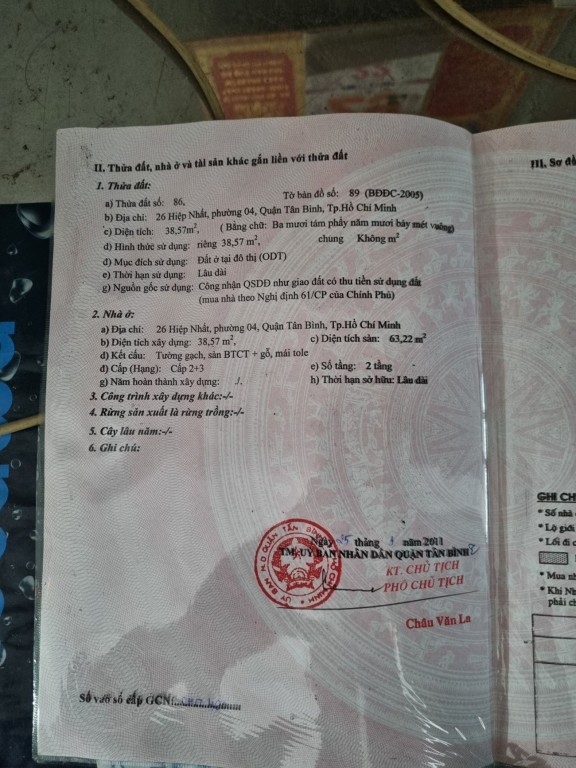 II. Thửa đất, nhà ở và tài sản khác gắn liền với thửa đất
1. Thửa đất:
a) Thửa đất số: 86, Tờ bản đồ số: 89 (BĐĐC-2005)
b) Địa chỉ: 26 Hiệp Nhất, phường 04, Quận Tân Bình, Tp.Hồ Chí Minh
c) Diện tích: 38,57m², ( Bằng chữ: Ba mươi tám phẩy năm mươi bảy mét vuông)
d) Hình thức sử dụng: riêng 38,57 m², chung Không m²
đ) Mục đích sử dụng: Đất ở tại đô thị (ODT)
e) Thời hạn sử dụng: Lâu dài
g) Nguồn gốc sử dụng: Công nhận QSDĐ như giao đất có thu tiền sử dụng đất
(mua nhà theo Nghị định 61/CP của Chính Phủ)
2. Nhà ở:
a) Địa chỉ: 26 Hiệp Nhất, phường 04, Quận Tân Bình, Tp.Hồ Chí Minh
b) Diện tích xây dựng: 38,57 m², c) Diện tích sàn: 63,22 m²
d) Kết cấu: Tường gạch, sàn BTCT + gỗ, mái tole
đ) Cấp (Hạng): Cấp 2+3 e) Số tầng: 2 tầng
g) Năm hoàn thành xây dựng: ./. h) Thời hạn sở hữu: Lâu dài
3. Công trình xây dựng khác:-/-
4. Rừng sản xuất là rừng trồng:-/-
5. Cây lâu năm:-/-
6. Ghi chú:
Ngày 25 tháng năm 2011
TM. UỶ BAN NHÂN DÂN QUẬN TÂN BÌNH
KT. CHỦ TỊCH
PHÓ CHỦ TỊCH
Châu Văn La
Số vào sổ cấp GCN:
III. Sơ đồ
GHI CH
* Số nhà
* Lộ giới
* Lối đi c
* Mua nh
* Khi Nh
phải ch